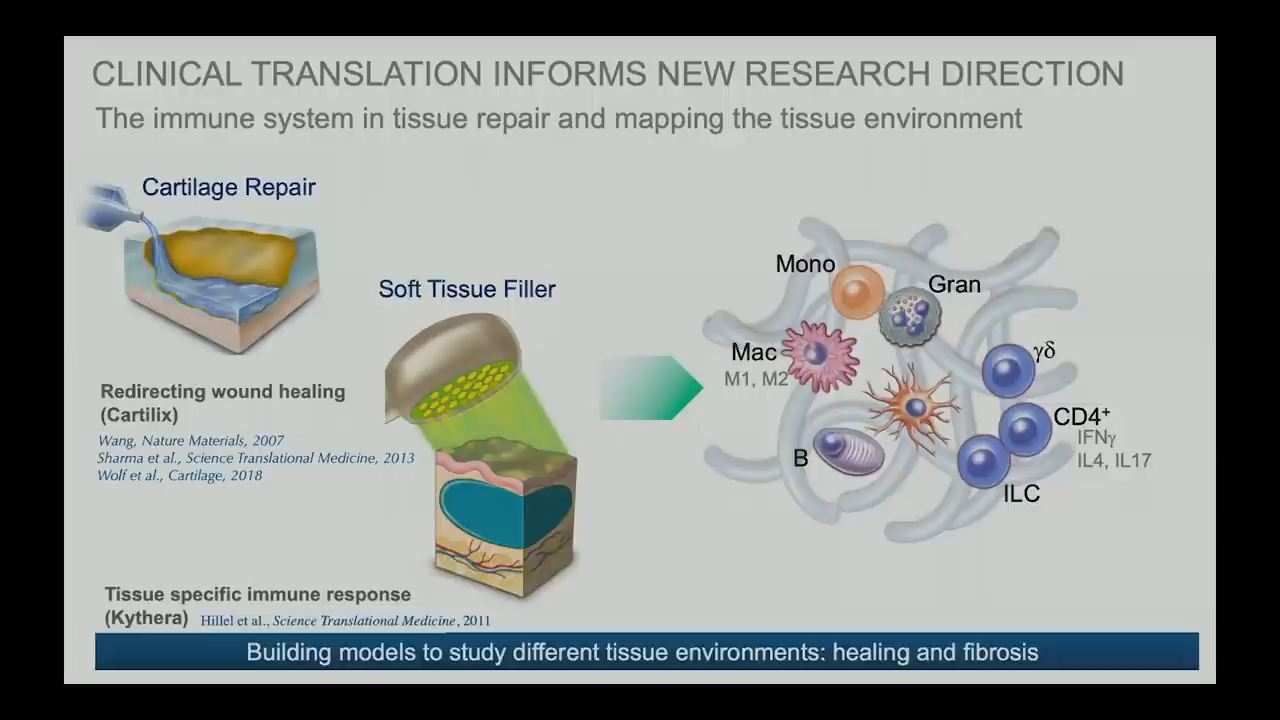 CLINICAL TRANSLATION INFORMS NEW RESEARCH DIRECTION
The immune system in tissue repair and mapping the tissue environment
Cartilage Repair
Redirecting wound healing
(Cartilix)
Wang, Nature Materials, 2007
Sharma et al., Science Translational Medicine, 2013
Wolf et al., Cartilage, 2018
Soft Tissue Filler
Tissue specific immune response
(Kythera) Hillel et al., Science Translational Medicine, 2011
Mono
Gran
Mac
M1, M2
γδ
CD4⁺
IFNγ
IL4, IL17
B
ILC
Building models to study different tissue environments: healing and fibrosis